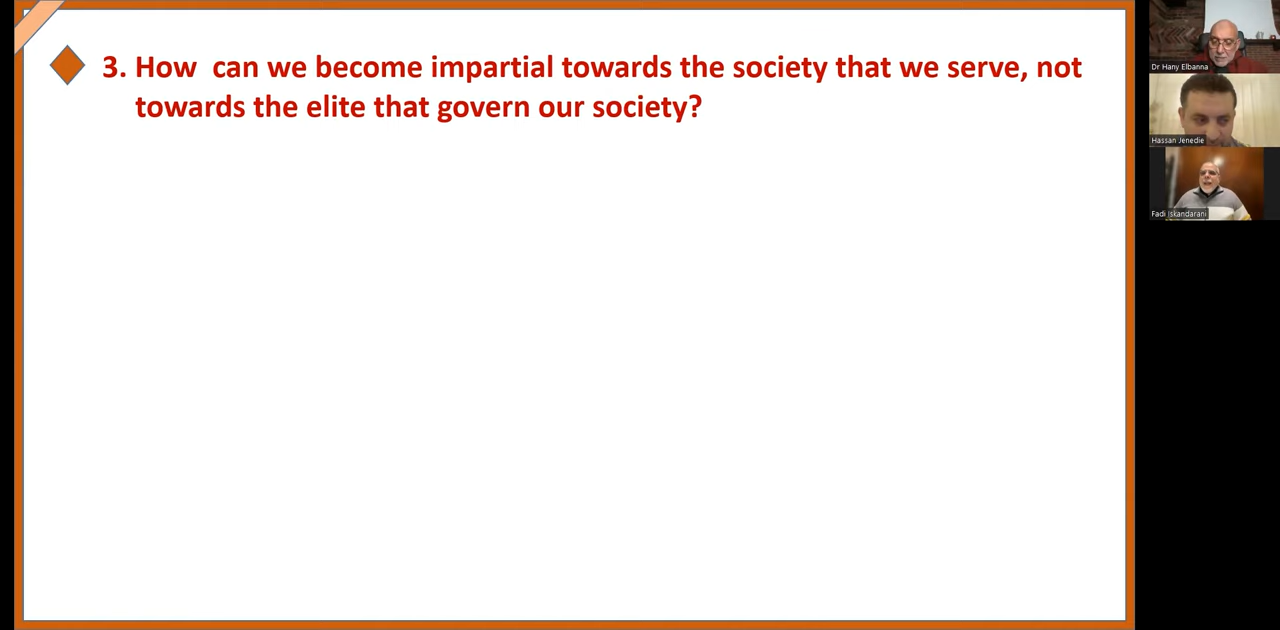 3. How  can we become impartial towards the society that we serve, not
towards the elite that govern our society?
Dr Hany Elbanna
Hassan Jenedie
Fadi Iskandarani